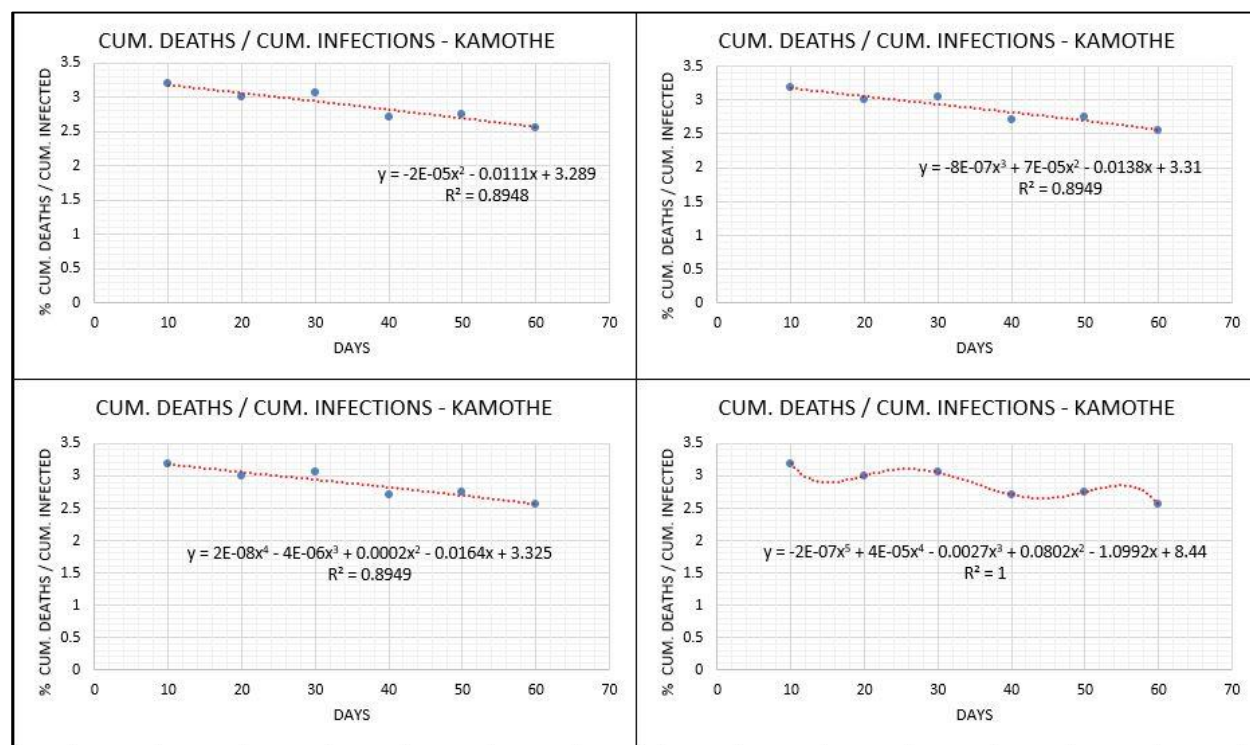 CUM. DEATHS / CUM. INFECTIONS - KAMOTHE
% CUM. DEATHS / CUM. INFECTED
3.5
3
2.5
2
1.5
1
0.5
0
y = -2E-05x² - 0.0111x + 3.289
R² = 0.8948
0 10 20 30 40 50 60 70
DAYS
CUM. DEATHS / CUM. INFECTIONS - KAMOTHE
% CUM. DEATHS / CUM. INFECTED
3.5
3
2.5
2
1.5
1
0.5
0
y = -8E-07x³ + 7E-05x² - 0.0138x + 3.31
R² = 0.8949
0 10 20 30 40 50 60 70
DAYS
CUM. DEATHS / CUM. INFECTIONS - KAMOTHE
% CUM. DEATHS / CUM. INFECTED
3.5
3
2.5
2
1.5
1
0.5
0
y = 2E-08x⁴ - 4E-06x³ + 0.0002x² - 0.0164x + 3.325
R² = 0.8949
0 10 20 30 40 50 60 70
DAYS
CUM. DEATHS / CUM. INFECTIONS - KAMOTHE
% CUM. DEATHS / CUM. INFECTED
3.5
3
2.5
2
1.5
1
0.5
0
y = -2E-07x⁵ + 4E-05x⁴ - 0.0027x³ + 0.0802x² - 1.0992x + 8.44
R² = 1
0 10 20 30 40 50 60 70
DAYS